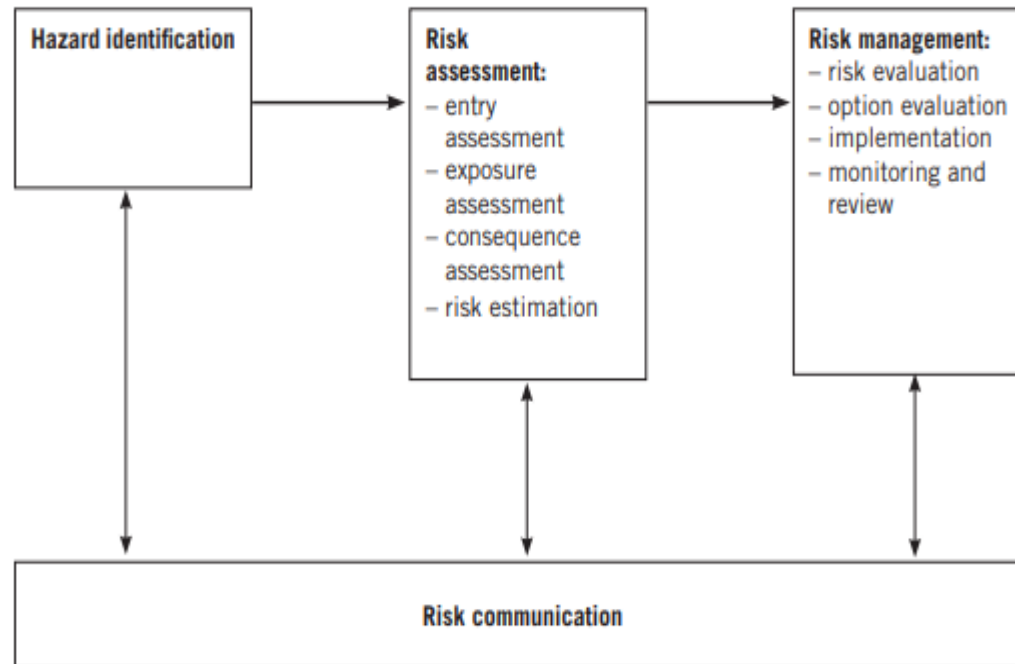 Hazard identification
Risk
assessment:
– entry
assessment
– exposure
assessment
– consequence
assessment
– risk estimation
Risk management:
– risk evaluation
– option evaluation
– implementation
– monitoring and
review
Risk communication